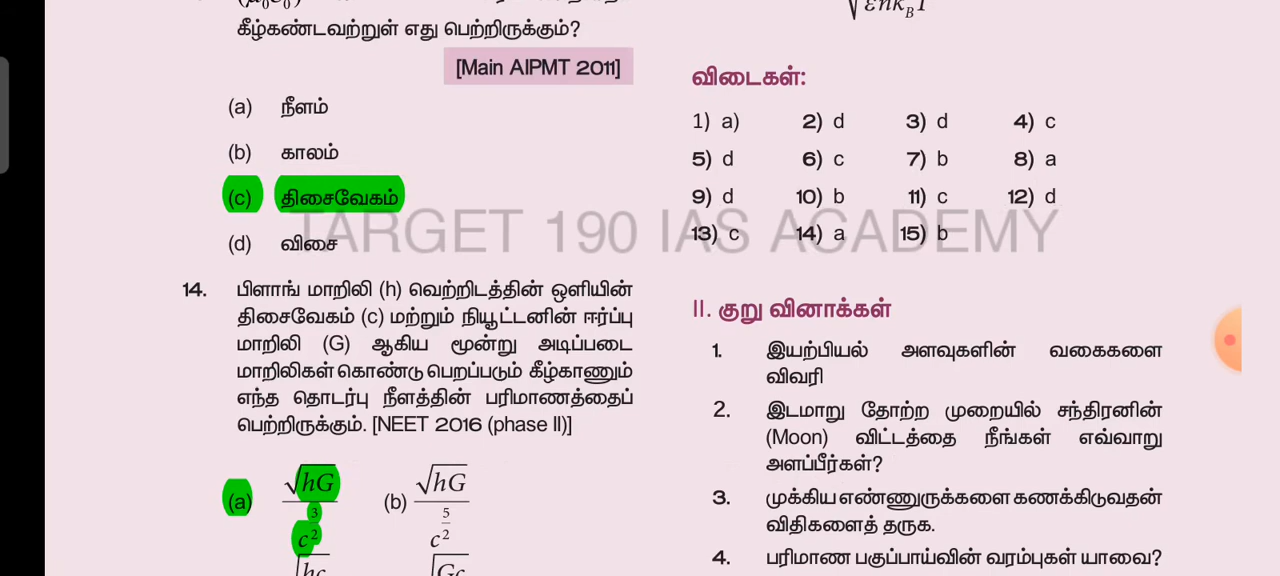 கீழ்கண்டவற்றுள் எது பெற்றிருக்கும்?
[Main AIPMT 2011]
(a) நீளம்
(b) காலம்
(c) திசைவேகம்
(d) விசை
14. பிளாங் மாறிலி (h) வெற்றிடத்தின் ஒளியின்
திசைவேகம் (c) மற்றும் நியூட்டனின் ஈர்ப்பு
மாறிலி (G) ஆகிய மூன்று அடிப்படை
மாறிலிகள் கொண்டு பெறப்படும் கீழ்காணும்
எந்த தொடர்பு நீளத்தின் பரிமாணத்தைப்
பெற்றிருக்கும். [NEET 2016 (phase II)]
(a) √hG / c^(3/2) (b) √hG / c^(5/2)
√hc √Gc
√εnk_BT
விடைகள்:
1) a) 2) d 3) d 4) c
5) d 6) c 7) b 8) a
9) d 10) b 11) c 12) d
13) c 14) a 15) b
TARGET 190 IAS ACADEMY
II. குறு வினாக்கள்
1. இயற்பியல் அளவுகளின் வகைகளை
விவரி
2. இடமாறு தோற்ற முறையில் சந்திரனின்
(Moon) விட்டத்தை நீங்கள் எவ்வாறு
அளப்பீர்கள்?
3. முக்கிய எண்ணுருக்களை கணக்கிடுவதன்
விதிகளைத் தருக.
4. பரிமாண பகுப்பாய்வின் வரம்புகள் யாவை?